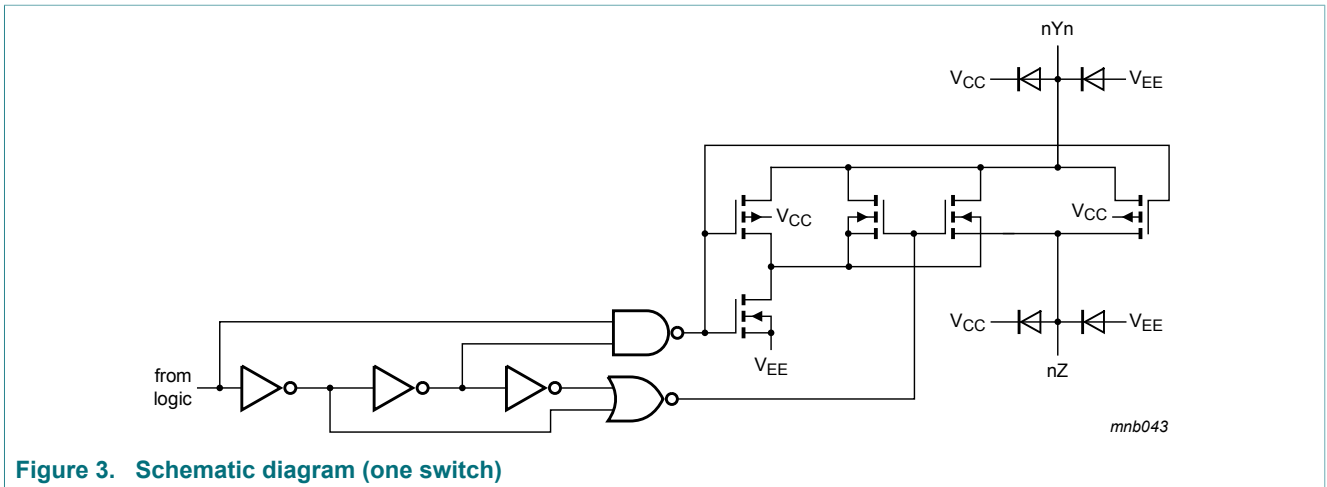 nYn
VCC
VEE
VCC
VCC
VCC
VEE
VEE
nZ
from
logic
mnb043
Figure 3. Schematic diagram (one switch)